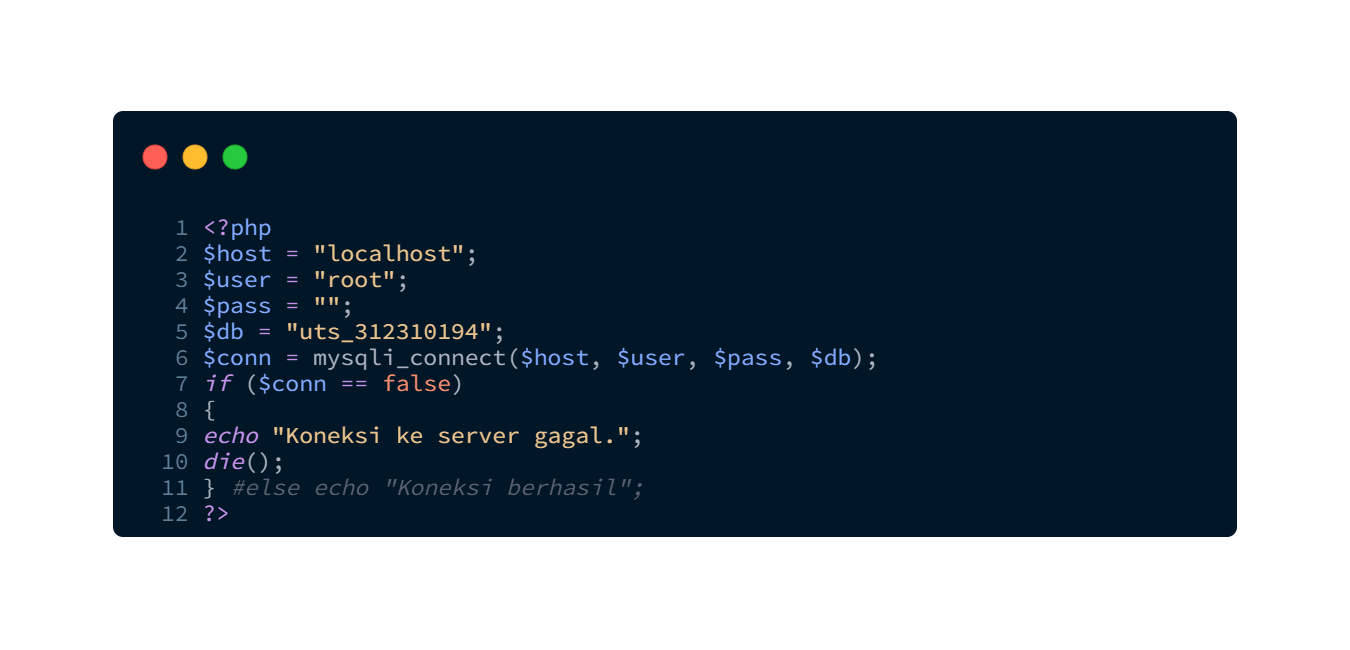 1 <?php
2 $host = "localhost";
3 $user = "root";
4 $pass = "";
5 $db = "uts_312310194";
6 $conn = mysqli_connect($host, $user, $pass, $db);
7 if ($conn == false)
8 {
9 echo "Koneksi ke server gagal.";
10 die();
11 } #else echo "Koneksi berhasil";
12 ?>